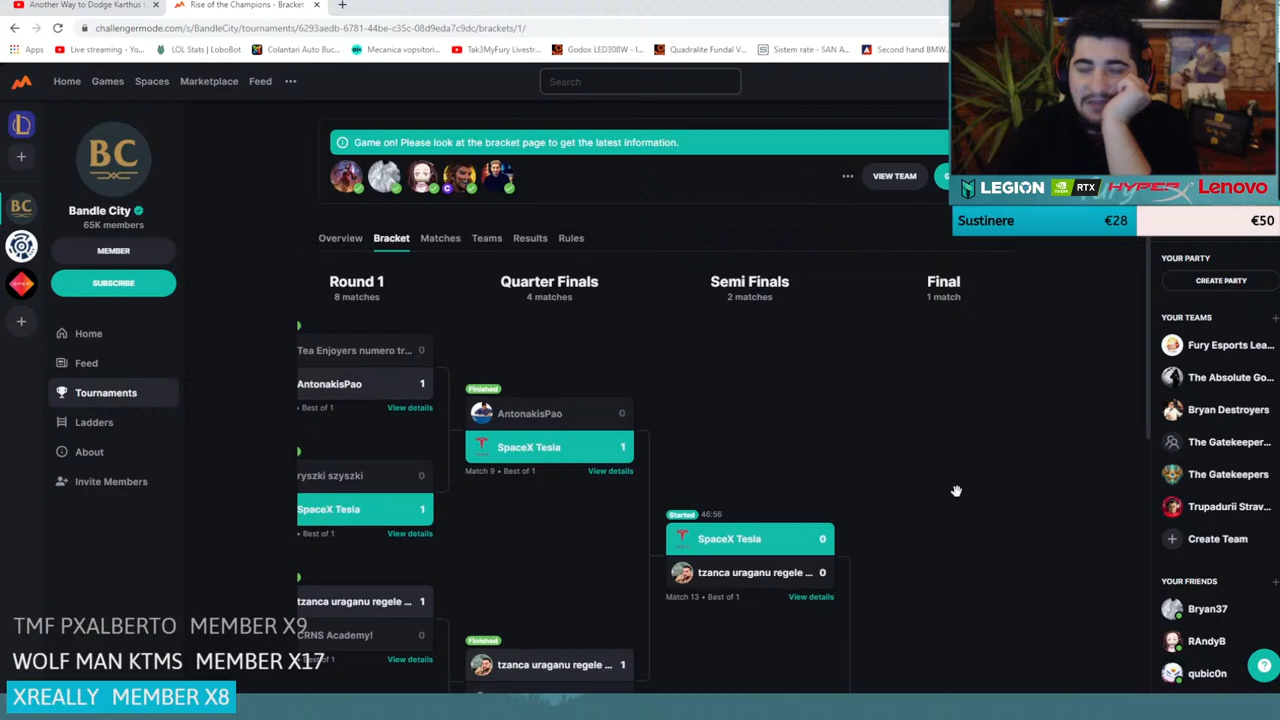 Another Way to Dodge Karthus
Rise of the Champions - Bracket
challengermode.com/s/BandleCity/tournaments/6293aedb-6781-44be-c35c-08d9eda7c9dc/brackets/1/
Apps
Live streaming - Yo
LOL Stats | LoboBot
Colantari Auto Buc...
Mecanica vopsitori...
Tak3MyFury Livestr...
Godox LED308W - I...
Quadralite Fundal V...
Sistem rate - SAN A...
Second hand BMW...
Home Games Spaces Marketplace Feed
Search
BC
Bandle City
65K members
MEMBER
SUBSCRIBE
BC
Home
Feed
Tournaments
Ladders
About
Invite Members
Game on! Please look at the bracket page to get the latest information.
VIEW TEAM
Overview Bracket Matches Teams Results Rules
Round 1
8 matches
Quarter Finals
4 matches
Semi Finals
2 matches
Final
1 match
Tea Enjoyers numero tr... 0
AntonakisPao 1
• Best of 1 View details
ryszki szyszki 0
SpaceX Tesla 1
• Best of 1 View details
tzanca uraganu regele ... 1
CRNS Academy! 0
View details
Finished
AntonakisPao 0
SpaceX Tesla 1
Match 9 • Best of 1 View details
Finished
tzanca uraganu regele ... 1
Started 46:56
SpaceX Tesla 0
tzanca uraganu regele ... 0
Match 13 • Best of 1 View details
LEGION NVIDIA RTX HYPERX Lenovo
Sustinere €28 €50
YOUR PARTY
CREATE PARTY
YOUR TEAMS
Fury Esports Lea...
The Absolute Go...
Bryan Destroyers
The Gatekeeper...
The Gatekeepers
Trupadurii Strav...
Create Team
YOUR FRIENDS
Bryan37
RAndyB
qubic0n
TMF PXALBERTO MEMBER X9
WOLF MAN KTMS MEMBER X17
XREALLY MEMBER X8